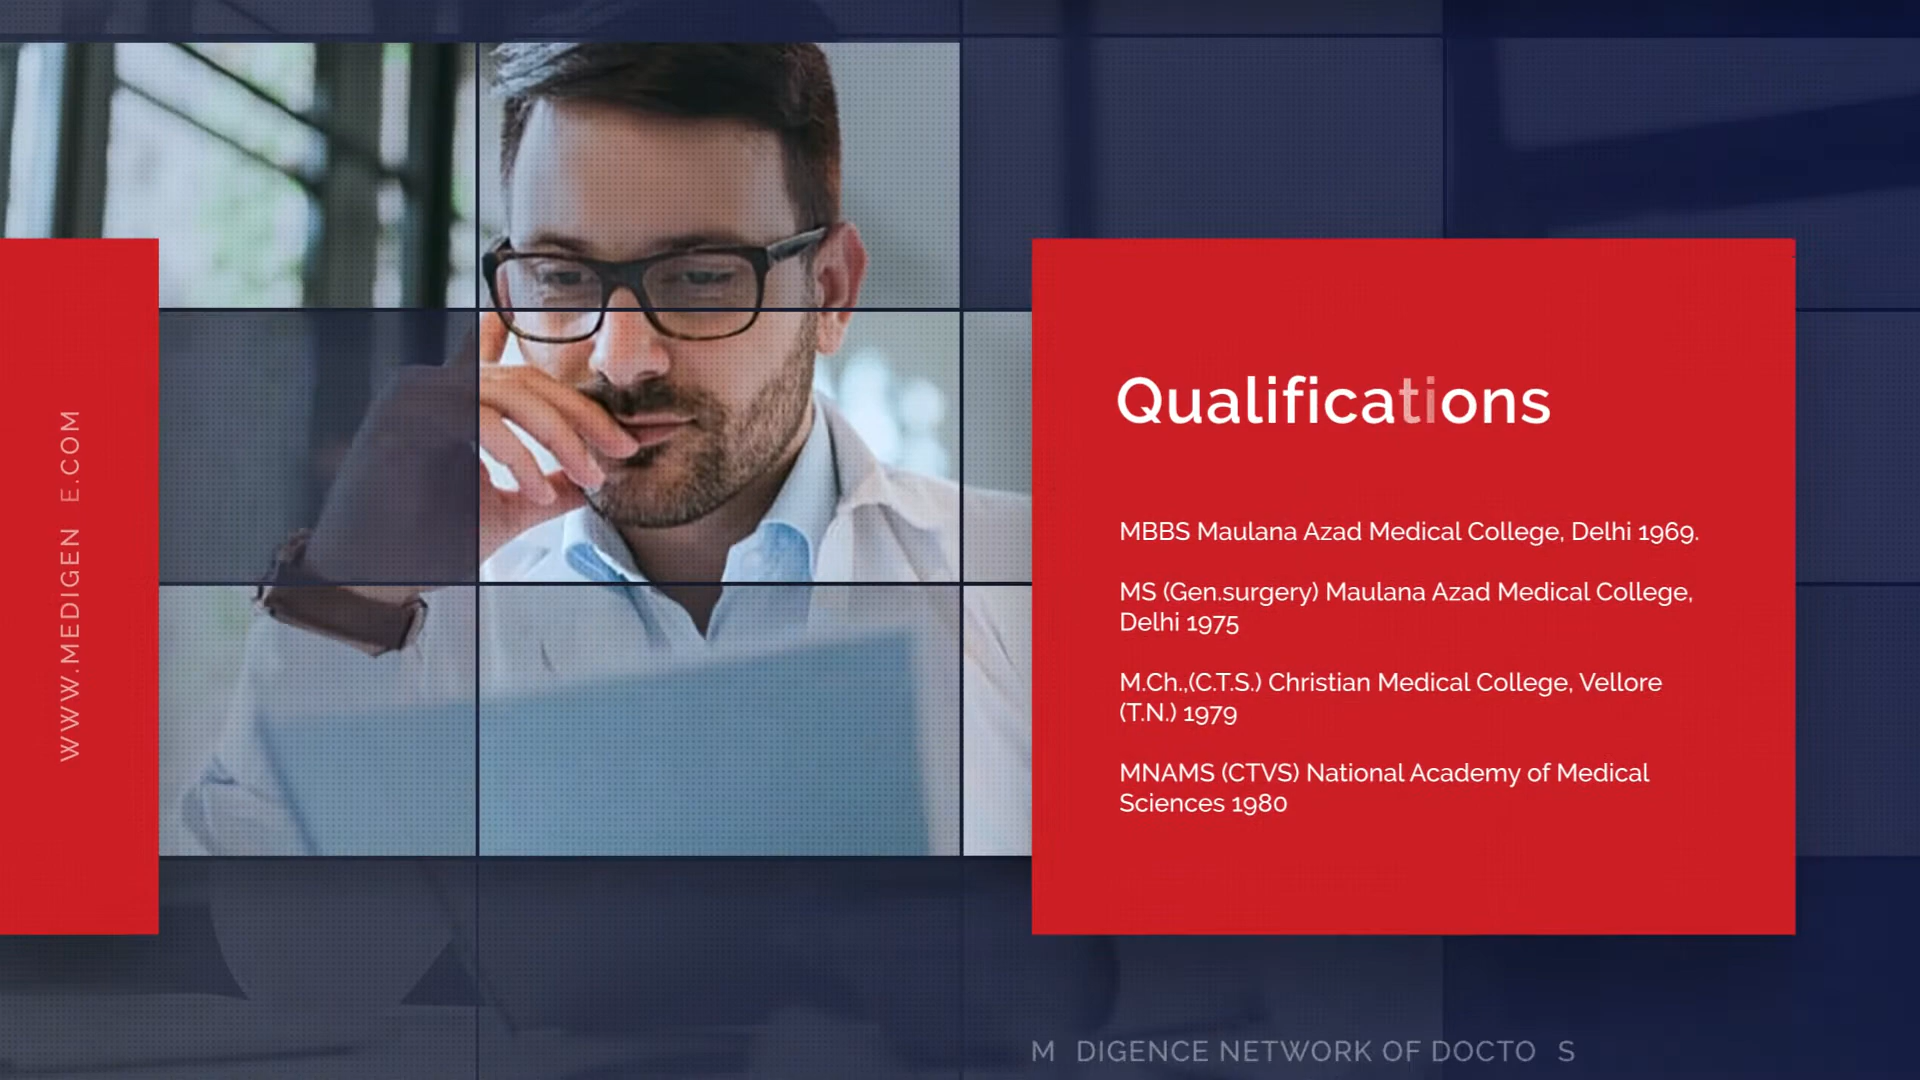 Qualifications
MBBS Maulana Azad Medical College, Delhi 1969.
MS (Gen.surgery) Maulana Azad Medical College,
Delhi 1975
M.Ch.,(C.T.S.) Christian Medical College, Vellore
(T.N.) 1979
MNAMS (CTVS) National Academy of Medical
Sciences 1980
WWW.MEDIGEN E.COM
M DIGENCE NETWORK OF DOCTO S